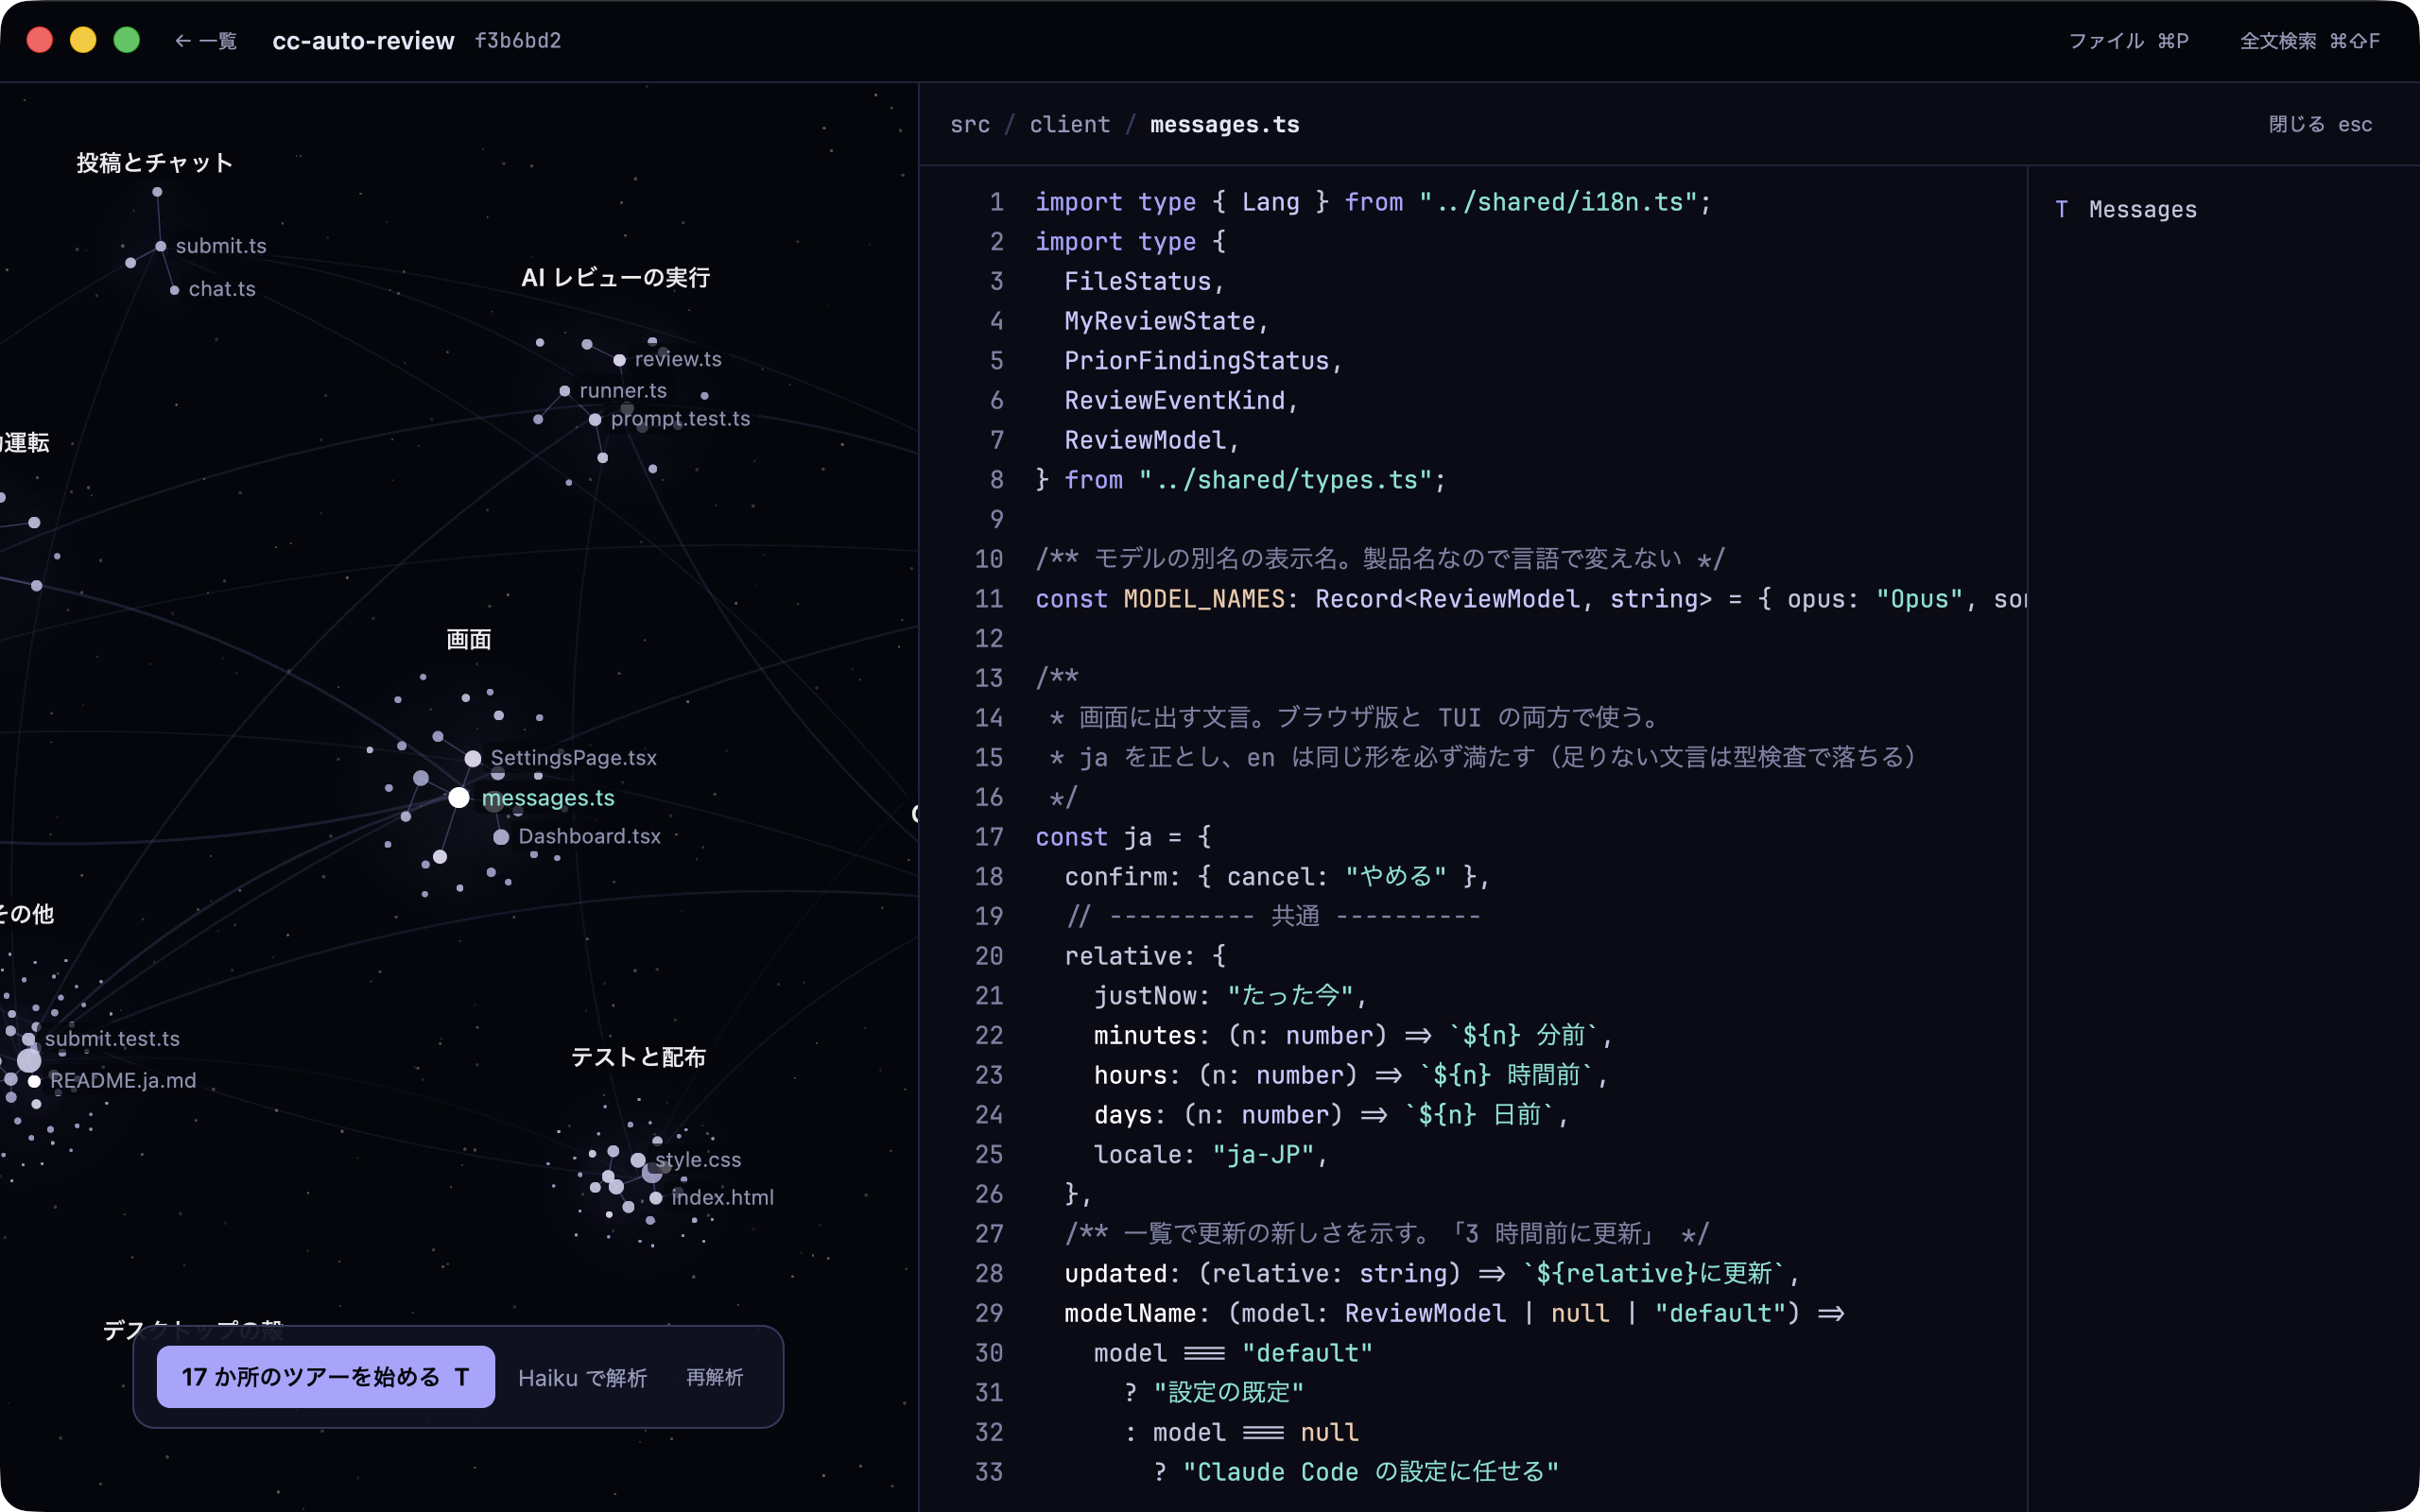 ← 一覧 cc-auto-review f3b6bd2
ファイル ⌘P 全文検索 ⌘⇧F
投稿とチャット
submit.ts
chat.ts
AI レビューの実行
review.ts
runner.ts
prompt.test.ts
運転
画面
SettingsPage.tsx
messages.ts
Dashboard.tsx
その他
submit.test.ts
README.ja.md
テストと配布
style.css
index.html
デスクトップの殻
17 か所のツアーを始める T
Haiku で解析
再解析
src / client / messages.ts
閉じる esc
1 import type { Lang } from "../shared/i18n.ts";
2 import type {
3 FileStatus,
4 MyReviewState,
5 PriorFindingStatus,
6 ReviewEventKind,
7 ReviewModel,
8 } from "../shared/types.ts";
9
10 /** モデルの別名の表示名。製品名なので言語で変えない */
11 const MODEL_NAMES: Record<ReviewModel, string> = { opus: "Opus", so
12
13 /**
14 * 画面に出す文言。ブラウザ版と TUI の両方で使う。
15 * ja を正とし、en は同じ形を必ず満たす（足りない文言は型検査で落ちる）
16 */
17 const ja = {
18 confirm: { cancel: "やめる" },
19 // ---------- 共通 ----------
20 relative: {
21 justNow: "たった今",
22 minutes: (n: number) => `${n} 分前`,
23 hours: (n: number) => `${n} 時間前`,
24 days: (n: number) => `${n} 日前`,
25 locale: "ja-JP",
26 },
27 /** 一覧で更新の新しさを示す。「3 時間前に更新」 */
28 updated: (relative: string) => `${relative}に更新`,
29 modelName: (model: ReviewModel | null | "default") =>
30 model === "default"
31 ? "設定の既定"
32 : model === null
33 ? "Claude Code の設定に任せる"
T Messages